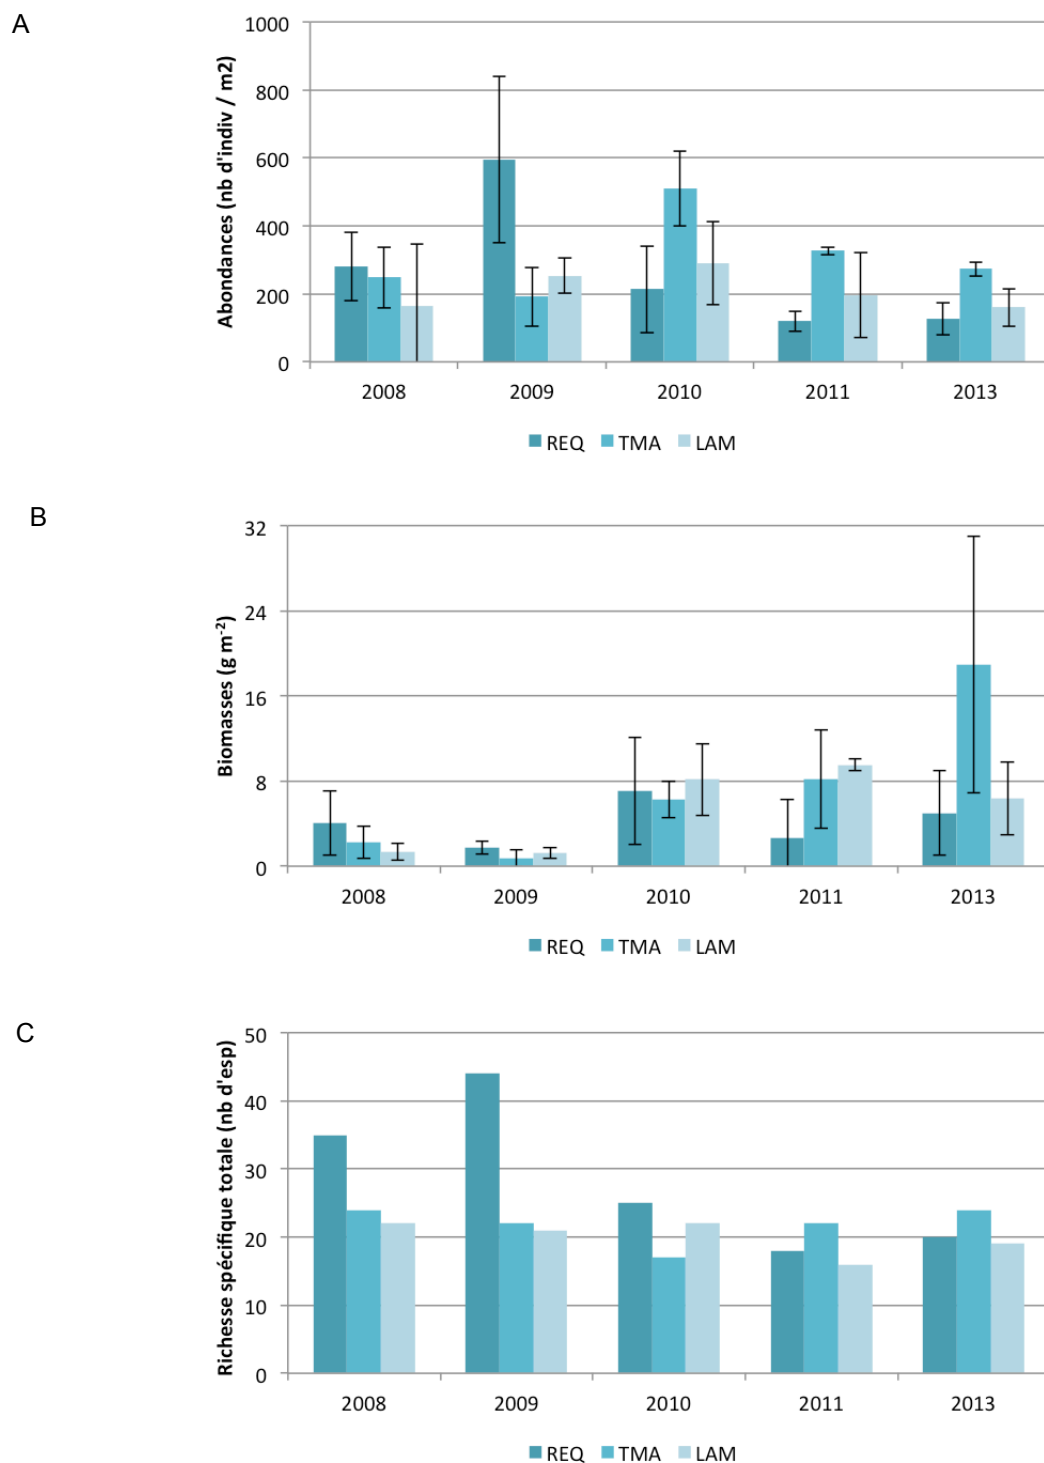 A
Abondances (nb d'indiv / m2)
1000
800
600
400
200
0
2008 2009 2010 2011 2013
REQ TMA LAM
B
Biomasses (g m-2)
32
24
16
8
0
2008 2009 2010 2011 2013
REQ TMA LAM
C
Richesse spécifique totale (nb d'esp)
50
40
30
20
10
0
2008 2009 2010 2011 2013
REQ TMA LAM